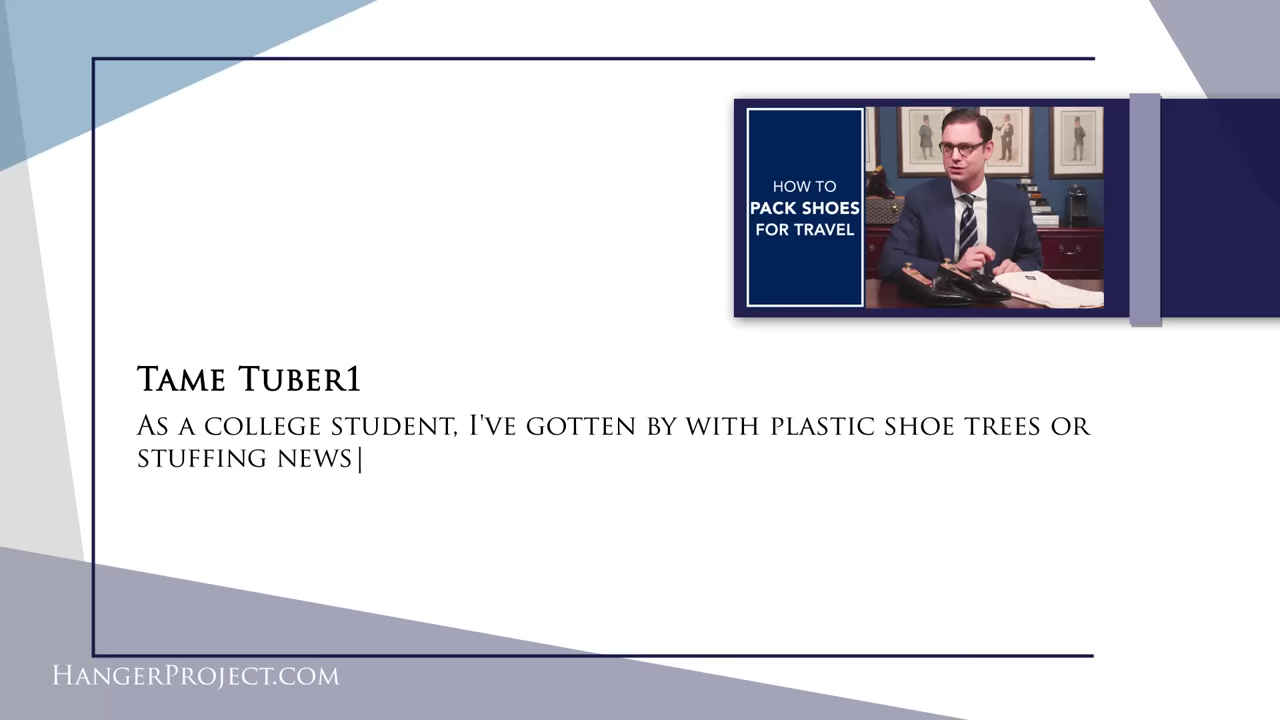 HOW TO
PACK SHOES
FOR TRAVEL
Tame Tuber1
As a college student, I've gotten by with plastic shoe trees or
stuffing news|
HangerProject.com